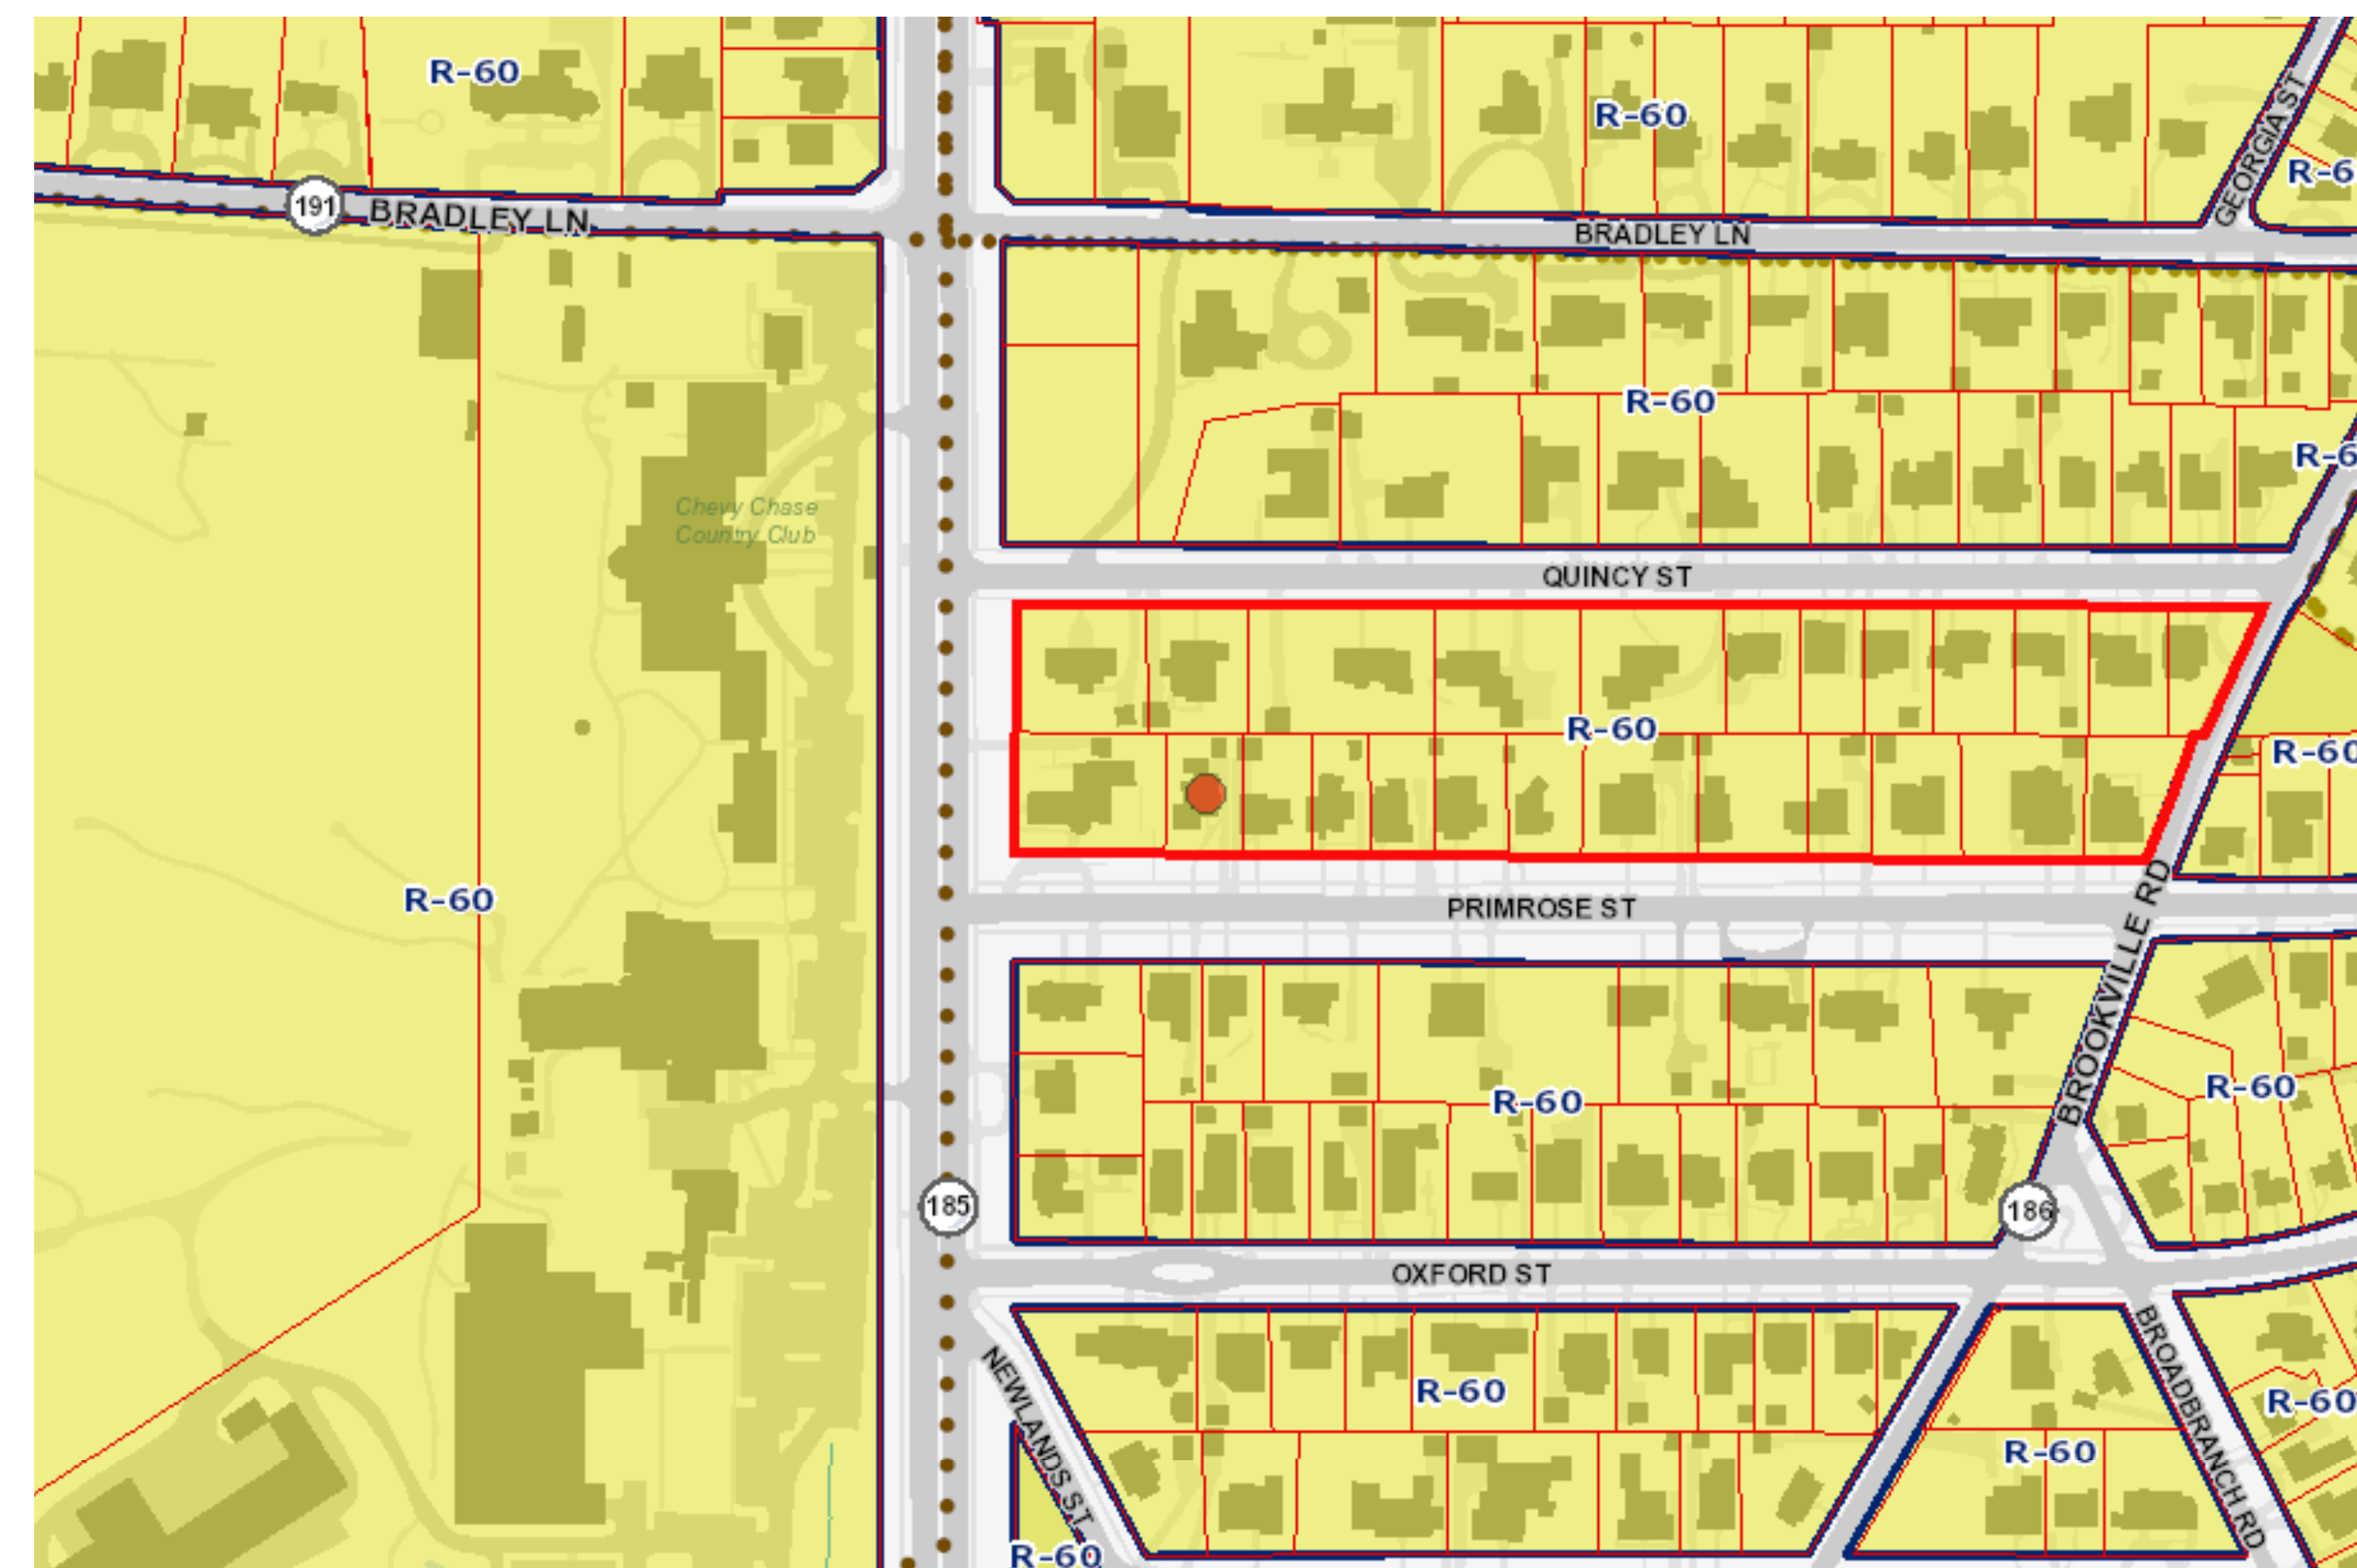 R-60
R-60
GEORGIA ST
R-6
191
BRADLEY LN
BRADLEY LN
R-60
R-6
Chevy Chase
Country Club
QUINCY ST
R-60
R-60
R-60
PRIMROSE ST
BROOKVILLE RD
R-60
R-60
185
186
OXFORD ST
NEWLANDS ST
BROADBRANCH RD
R-60
R-60
R-60
R-60